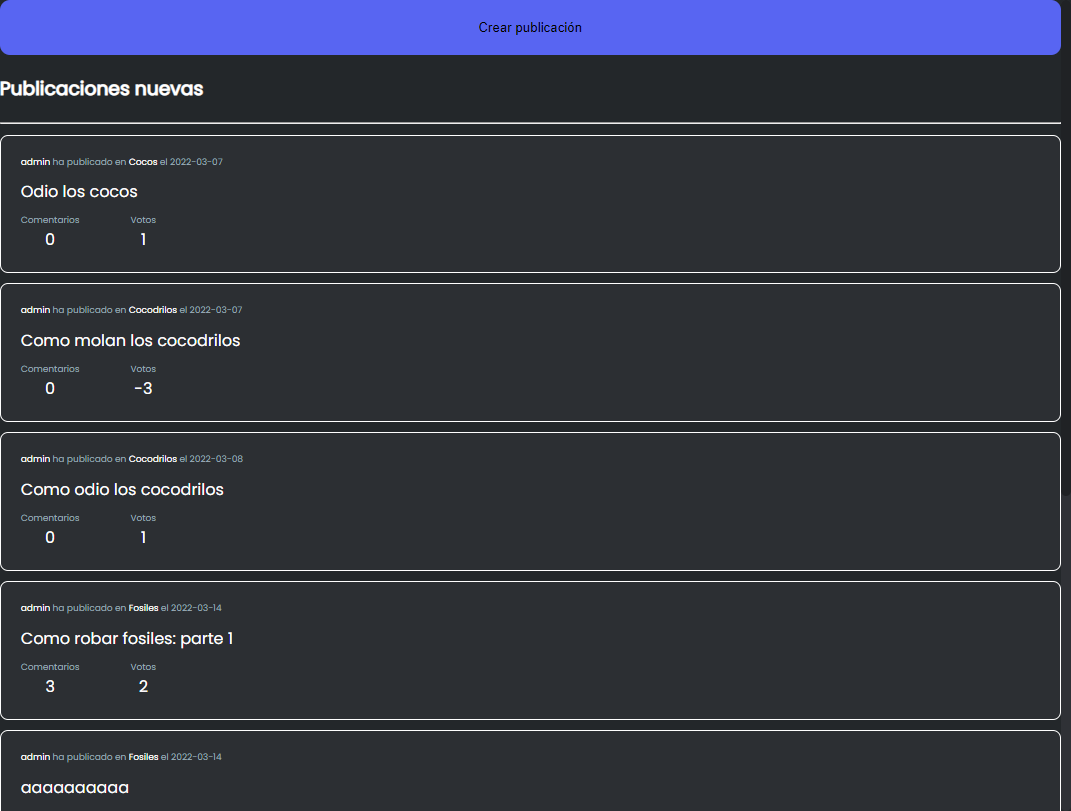 Crear publicación
Publicaciones nuevas
admin ha publicado en Cocos el 2022-03-07
Odio los cocos
Comentarios Votos
0 1
admin ha publicado en Cocodrilos el 2022-03-07
Como molan los cocodrilos
Comentarios Votos
0 -3
admin ha publicado en Cocodrilos el 2022-03-08
Como odio los cocodrilos
Comentarios Votos
0 1
admin ha publicado en Fosiles el 2022-03-14
Como robar fosiles: parte 1
Comentarios Votos
3 2
admin ha publicado en Fosiles el 2022-03-14
aaaaaaaaaa